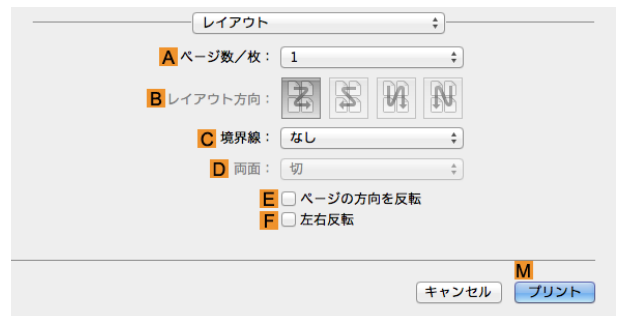 レイアウト
A ページ数／枚： 1
B レイアウト方向：
C 境界線： なし
D 両面： 切
E ページの方向を反転
F 左右反転
M
キャンセル プリント